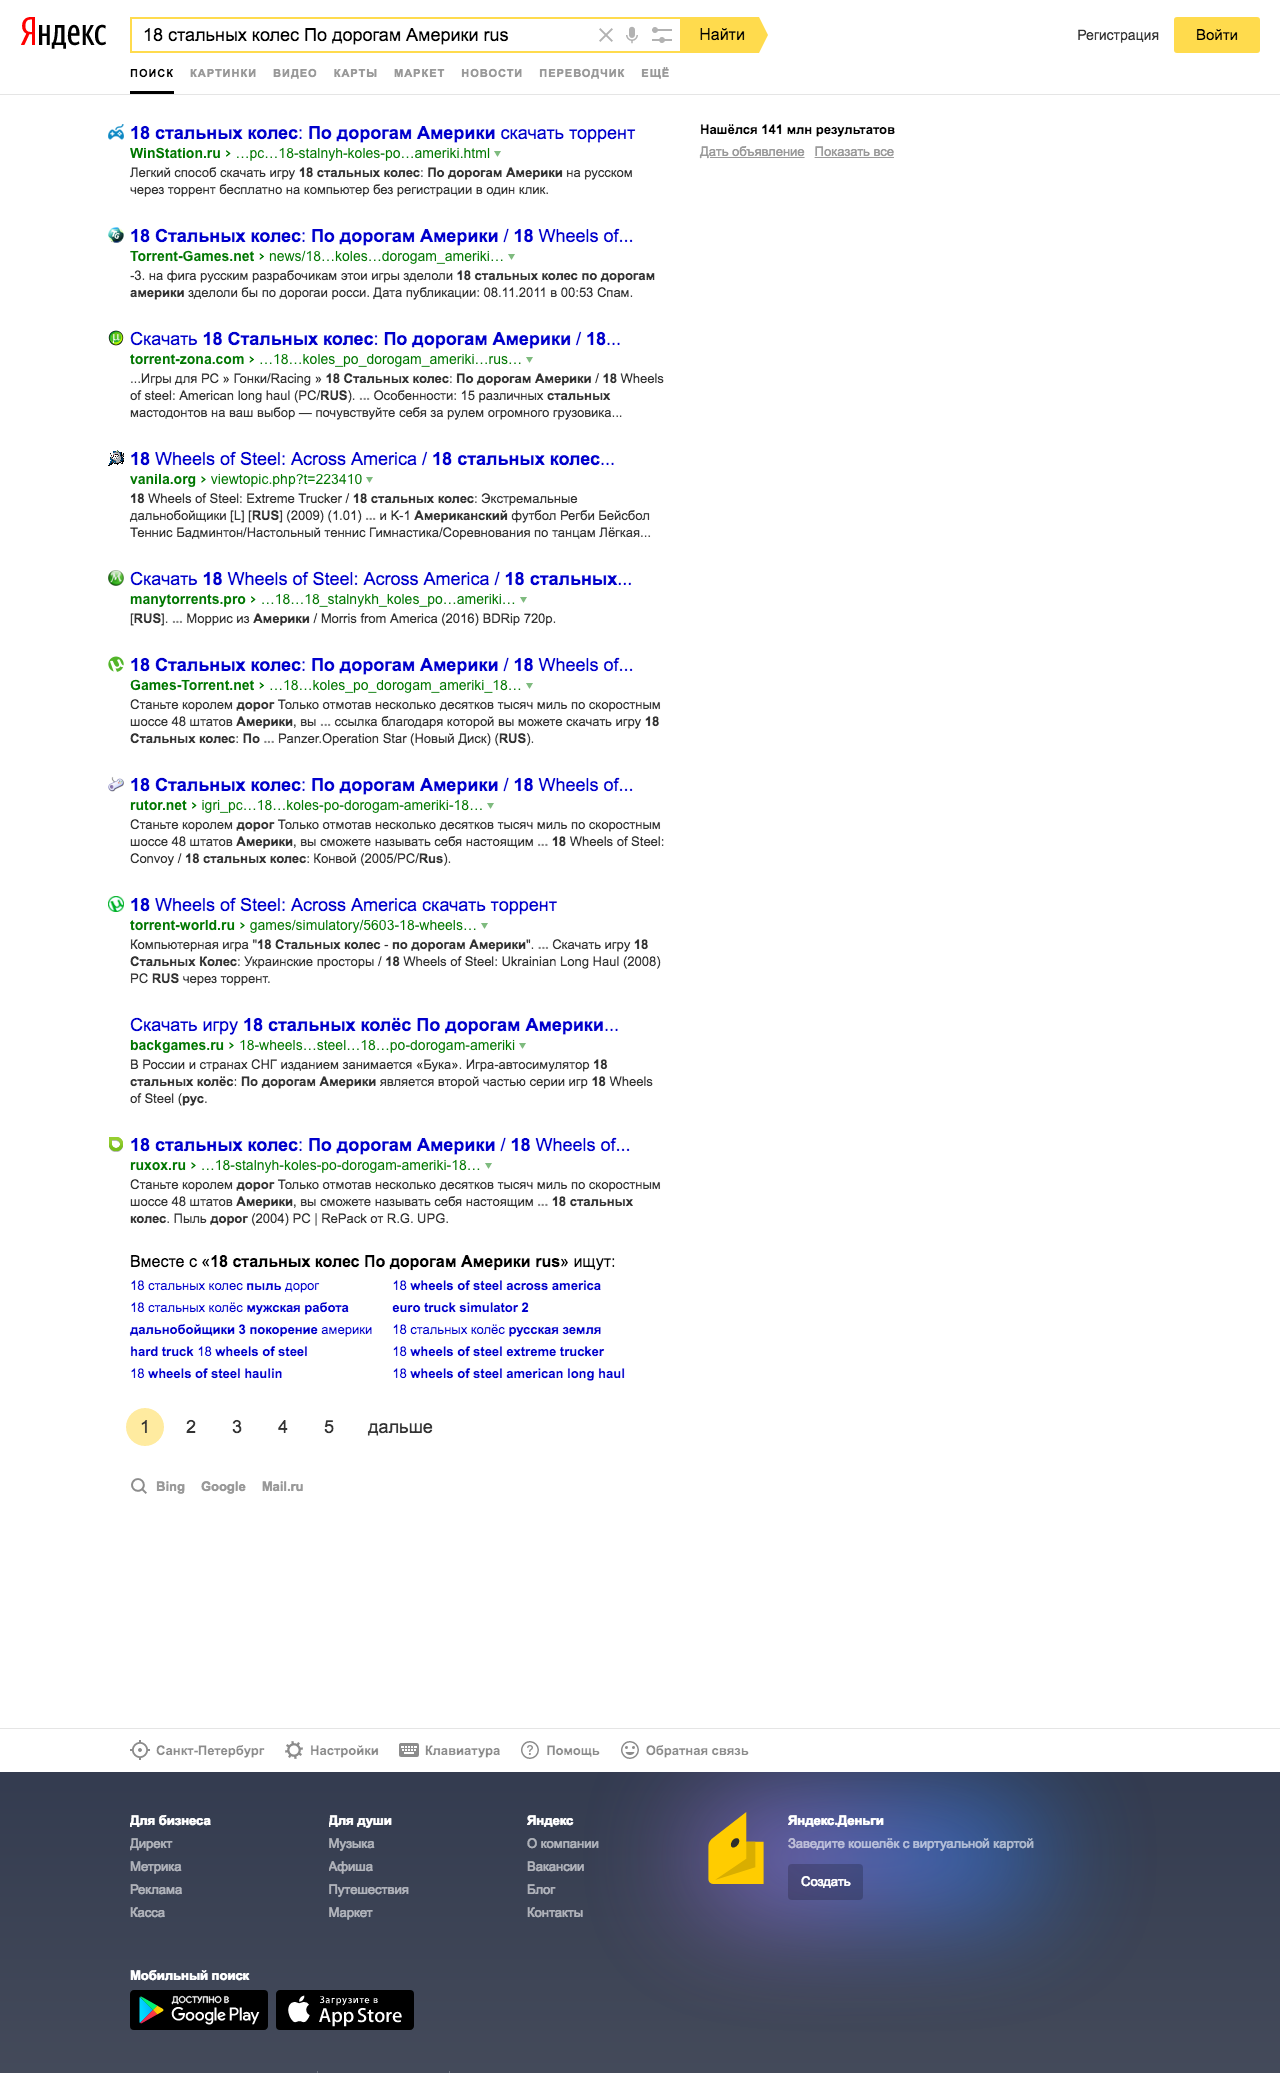 Яндекс
18 стальных колес По дорогам Америки rus
Найти
Регистрация
Войти
ПОИСК КАРТИНКИ ВИДЕО КАРТЫ МАРКЕТ НОВОСТИ ПЕРЕВОДЧИК ЕЩЁ
18 стальных колес: По дорогам Америки скачать торрент
WinStation.ru › …pc…18-stalnyh-koles-po…ameriki.html
Легкий способ скачать игру 18 стальных колес: По дорогам Америки на русском
через торрент бесплатно на компьютер без регистрации в один клик.
Нашёлся 141 млн результатов
Дать объявление Показать все
18 Стальных колес: По дорогам Америки / 18 Wheels of...
Torrent-Games.net › news/18…koles…dorogam_ameriki…
-3. на фига русским разрабочикам этои игры зделоли 18 стальных колес по дорогам
америки зделоли бы по дорогаи росси. Дата публикации: 08.11.2011 в 00:53 Спам.
Скачать 18 Стальных колес: По дорогам Америки / 18...
torrent-zona.com › …18…koles_po_dorogam_ameriki…rus…
...Игры для PC » Гонки/Racing » 18 Стальных колес: По дорогам Америки / 18 Wheels
of steel: American long haul (PC/RUS). ... Особенности: 15 различных стальных
мастодонтов на ваш выбор — почувствуйте себя за рулем огромного грузовика...
18 Wheels of Steel: Across America / 18 стальных колес...
vanila.org › viewtopic.php?t=223410
18 Wheels of Steel: Extreme Trucker / 18 стальных колес: Экстремальные
дальнобойщики [L] [RUS] (2009) (1.01) ... и K-1 Американский футбол Регби Бейсбол
Теннис Бадминтон/Настольный теннис Гимнастика/Соревнования по танцам Лёгкая...
Скачать 18 Wheels of Steel: Across America / 18 стальных...
manytorrents.pro › …18…18_stalnykh_koles_po…ameriki…
[RUS]. ... Моррис из Америки / Morris from America (2016) BDRip 720p.
18 Стальных колес: По дорогам Америки / 18 Wheels of...
Games-Torrent.net › …18…koles_po_dorogam_ameriki_18…
Станьте королем дорог Только отмотав несколько десятков тысяч миль по скоростным
шоссе 48 штатов Америки, вы ... ссылка благодаря которой вы можете скачать игру 18
Стальных колес: По ... Panzer.Operation Star (Новый Диск) (RUS).
18 Стальных колес: По дорогам Америки / 18 Wheels of...
rutor.net › igri_pc…18…koles-po-dorogam-ameriki-18…
Станьте королем дорог Только отмотав несколько десятков тысяч миль по скоростным
шоссе 48 штатов Америки, вы сможете называть себя настоящим ... 18 Wheels of Steel:
Convoy / 18 стальных колес: Конвой (2005/PC/Rus).
18 Wheels of Steel: Across America скачать торрент
torrent-world.ru › games/simulatory/5603-18-wheels…
Компьютерная игра "18 Стальных колес - по дорогам Америки". ... Скачать игру 18
Стальных Колес: Украинские просторы / 18 Wheels of Steel: Ukrainian Long Haul (2008)
PC RUS через торрент.
Скачать игру 18 стальных колёс По дорогам Америки...
backgames.ru › 18-wheels…steel…18…po-dorogam-ameriki
В России и странах СНГ изданием занимается «Бука». Игра-автосимулятор 18
стальных колёс: По дорогам Америки является второй частью серии игр 18 Wheels
of Steel (рус.
18 стальных колес: По дорогам Америки / 18 Wheels of...
ruxox.ru › …18-stalnyh-koles-po-dorogam-ameriki-18…
Станьте королем дорог Только отмотав несколько десятков тысяч миль по скоростным
шоссе 48 штатов Америки, вы сможете называть себя настоящим ... 18 стальных
колес. Пыль дорог (2004) PC | RePack от R.G. UPG.
Вместе с «18 стальных колес По дорогам Америки rus» ищут:
18 стальных колес пыль дорог
18 wheels of steel across america
18 стальных колёс мужская работа
euro truck simulator 2
дальнобойщики 3 покорение америки
18 стальных колёс русская земля
hard truck 18 wheels of steel
18 wheels of steel extreme trucker
18 wheels of steel haulin
18 wheels of steel american long haul
1 2 3 4 5 дальше
Bing Google Mail.ru
Санкт-Петербург Настройки Клавиатура Помощь Обратная связь
Для бизнеса
Директ
Метрика
Реклама
Касса
Для души
Музыка
Афиша
Путешествия
Маркет
Яндекс
О компании
Вакансии
Блог
Контакты
Яндекс.Деньги
Заведите кошелёк с виртуальной картой
Создать
Мобильный поиск
ДОСТУПНО В
Google Play
Загрузите в
App Store